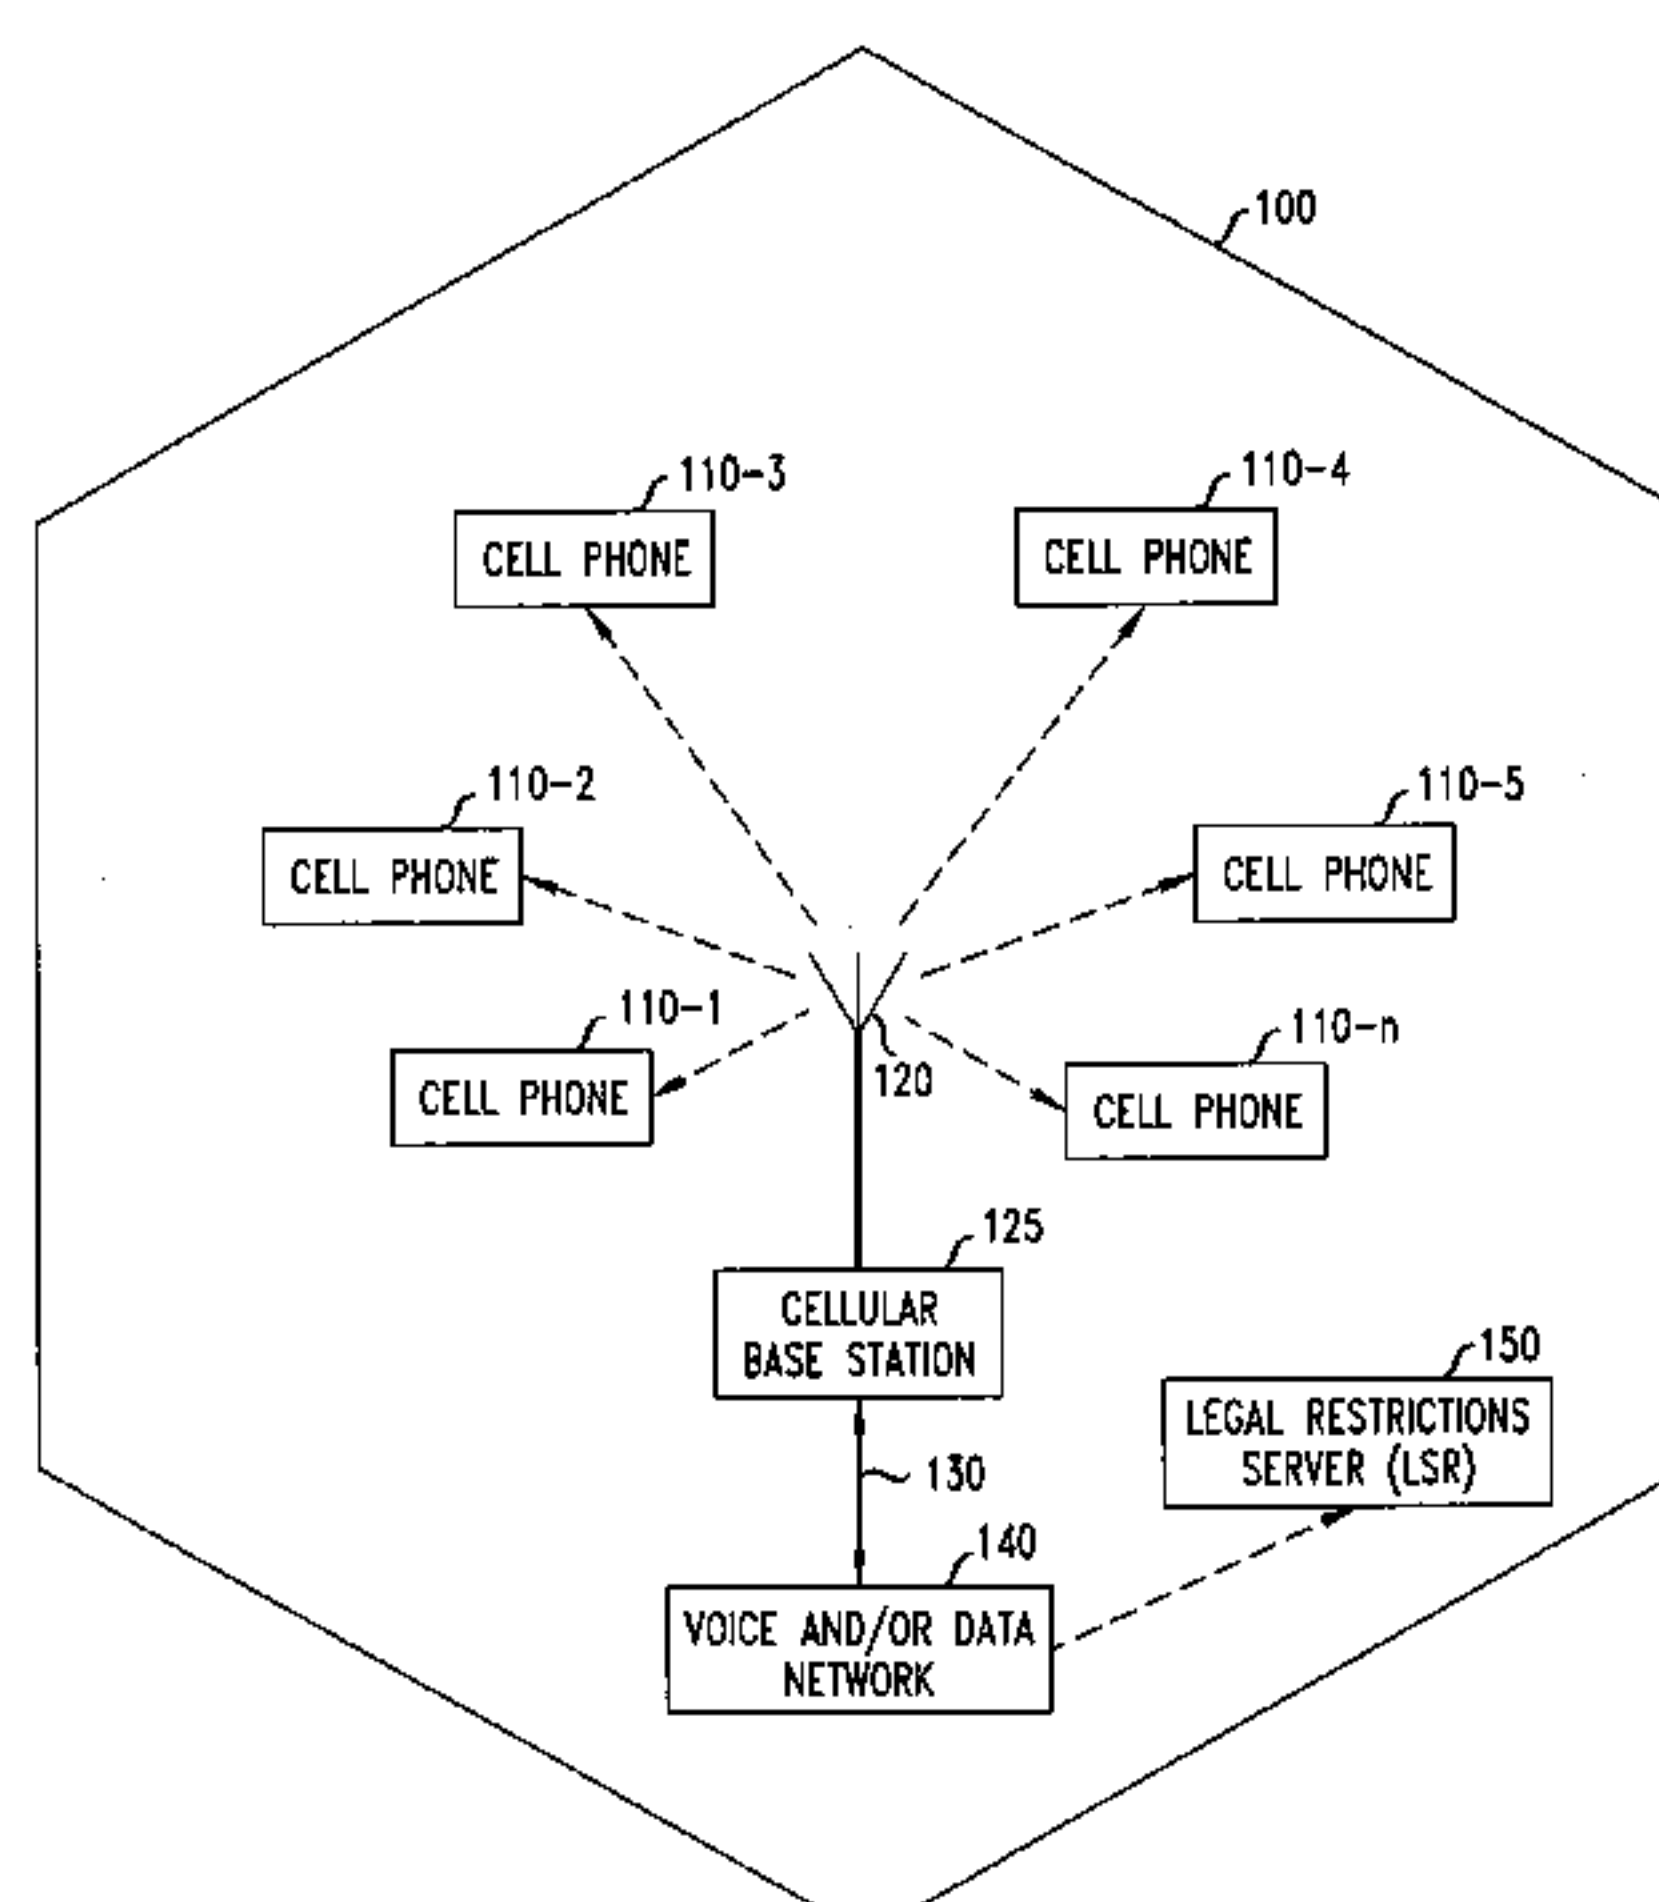 100
110-3
110-4
CELL PHONE
CELL PHONE
110-2
110-5
CELL PHONE
CELL PHONE
110-1
110-n
120
CELL PHONE
CELL PHONE
125
CELLULAR
BASE STATION
150
LEGAL RESTRICTIONS
SERVER (LSR)
130
140
VOICE AND/OR DATA
NETWORK